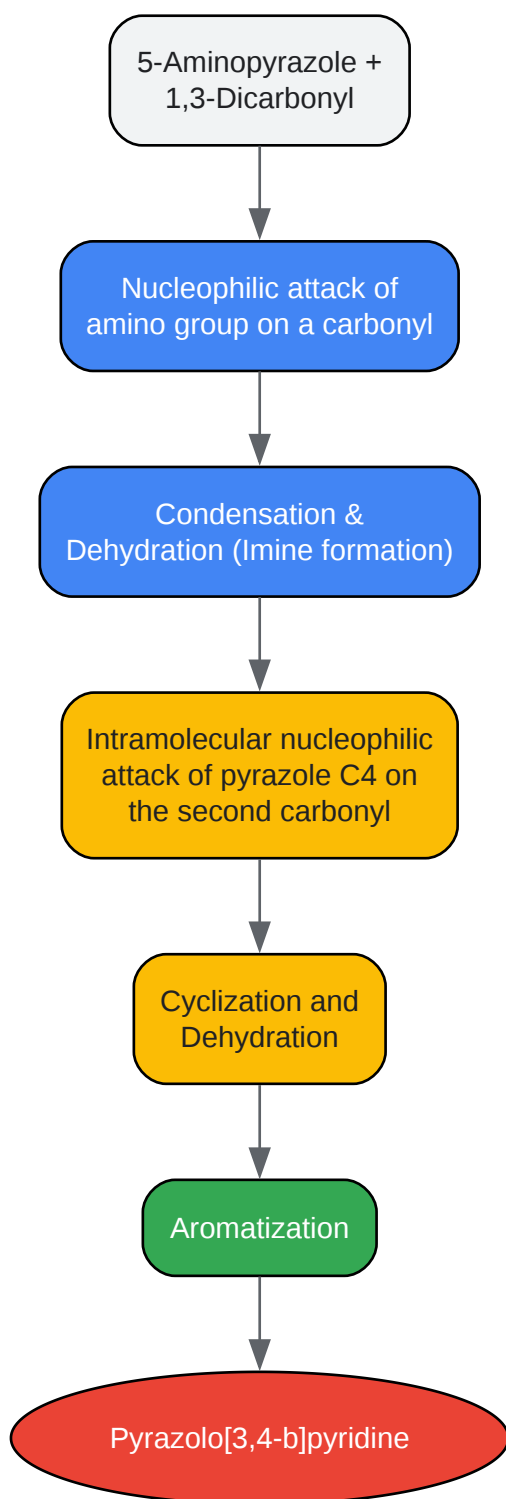 5-Aminopyrazole +
1,3-Dicarbonyl
Nucleophilic attack of
amino group on a carbonyl
Condensation &
Dehydration (Imine formation)
Intramolecular nucleophilic
attack of pyrazole C4 on
the second carbonyl
Cyclization and
Dehydration
Aromatization
Pyrazolo[3,4-b]pyridine